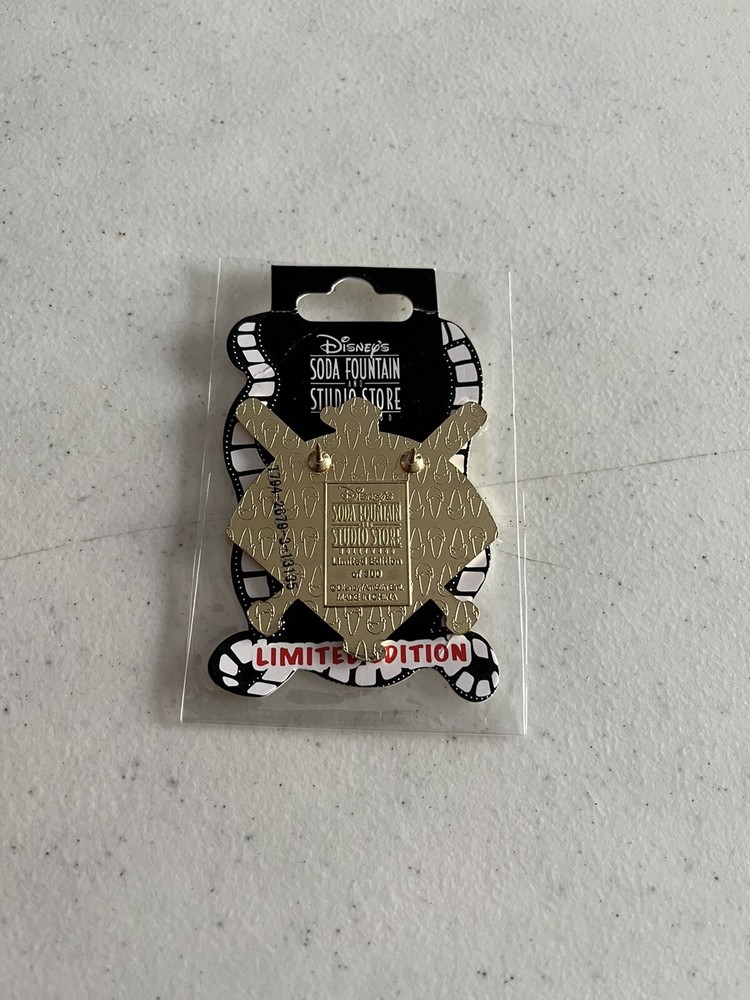 Disney's
SODA FOUNTAIN
AND
STUDIO STORE
Disney's
SODA FOUNTAIN
AND
STUDIO STORE
HOLLYWOOD
Limited Edition
of 300
MADE IN CHINA
LIMITED EDITION